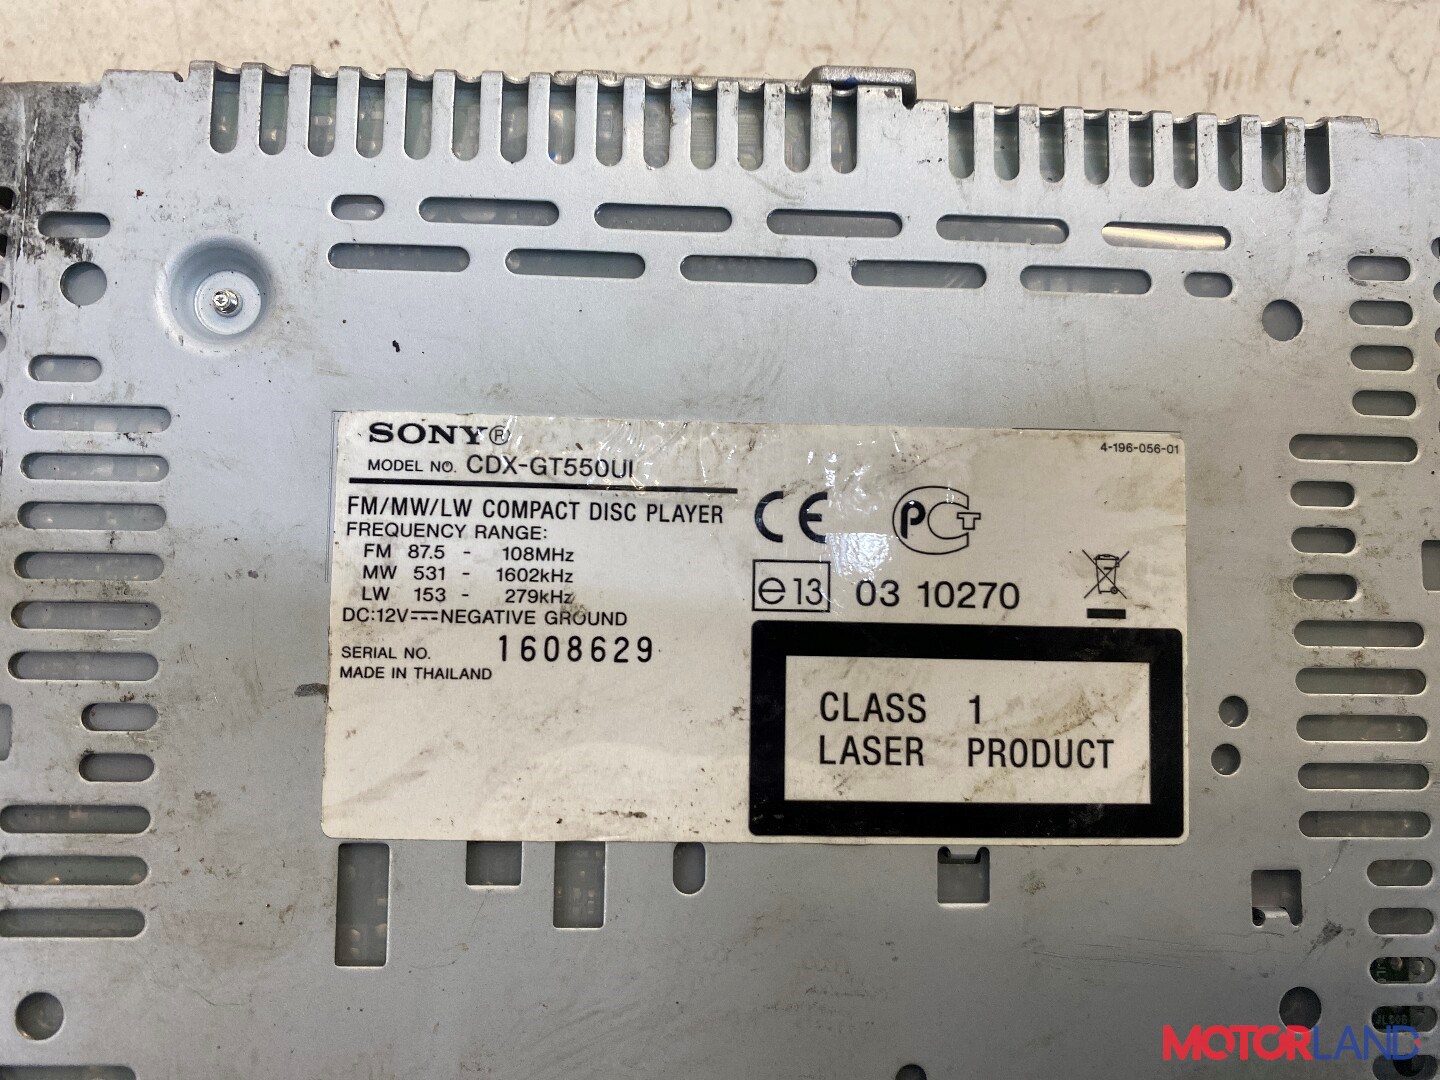 SONY®
MODEL NO. CDX-GT550UI
4-196-056-01
FM/MW/LW COMPACT DISC PLAYER
FREQUENCY RANGE:
FM 87.5 - 108MHz
MW 531 - 1602kHz
LW 153 - 279kHz
DC:12V⎓NEGATIVE GROUND
SERIAL NO. 1608629
MADE IN THAILAND
CE PCT
e13 03 10270
CLASS 1
LASER PRODUCT
MOTORLAND